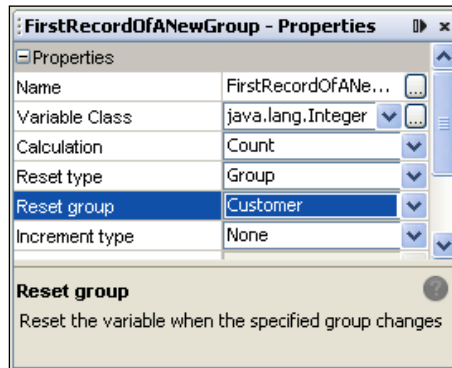 FirstRecordOfANewGroup - Properties
Properties
Name FirstRecordOfANe... ...
Variable Class java.lang.Integer ...
Calculation Count
Reset type Group
Reset group Customer
Increment type None
Reset group ?
Reset the variable when the specified group changes